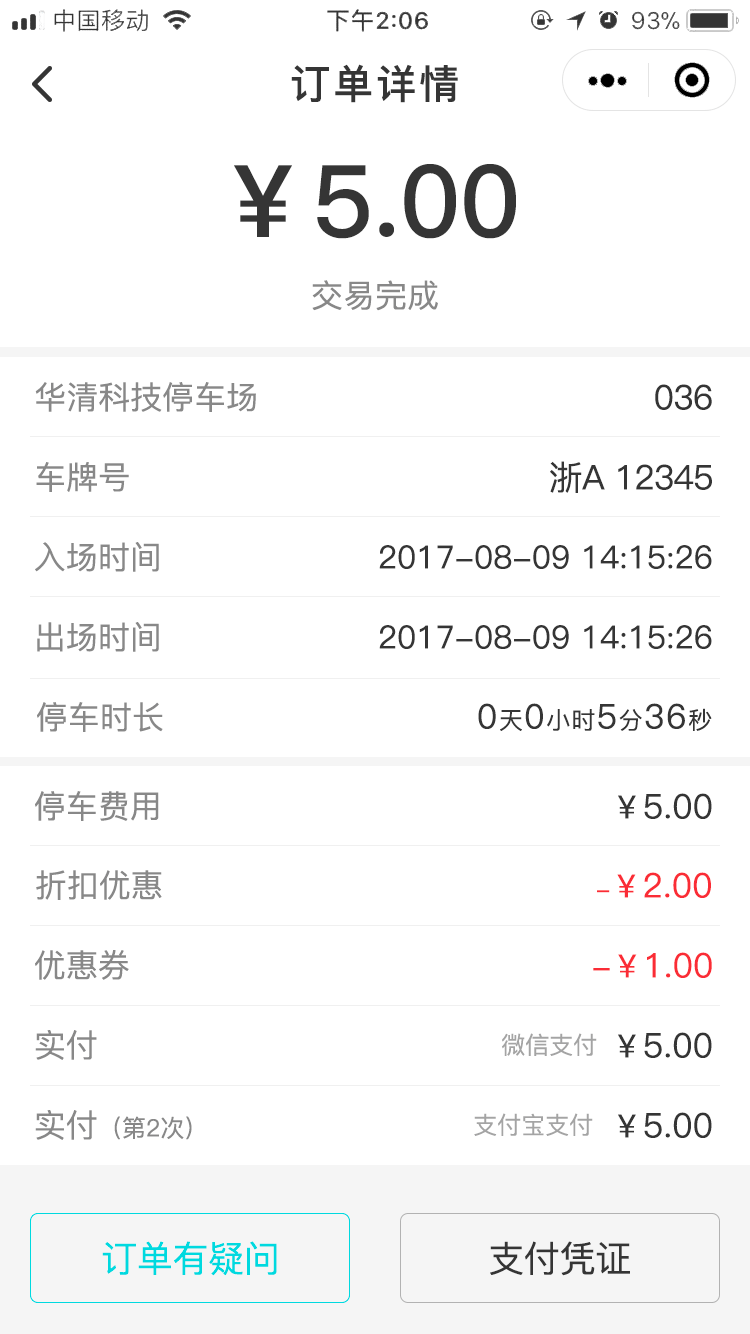 中国移动 下午2:06 93%
订单详情
¥5.00
交易完成
华清科技停车场 036
车牌号 浙A 12345
入场时间 2017-08-09 14:15:26
出场时间 2017-08-09 14:15:26
停车时长 0天0小时5分36秒
停车费用 ¥5.00
折扣优惠 -¥2.00
优惠券 -¥1.00
实付 微信支付 ¥5.00
实付（第2次） 支付宝支付 ¥5.00
订单有疑问 支付凭证